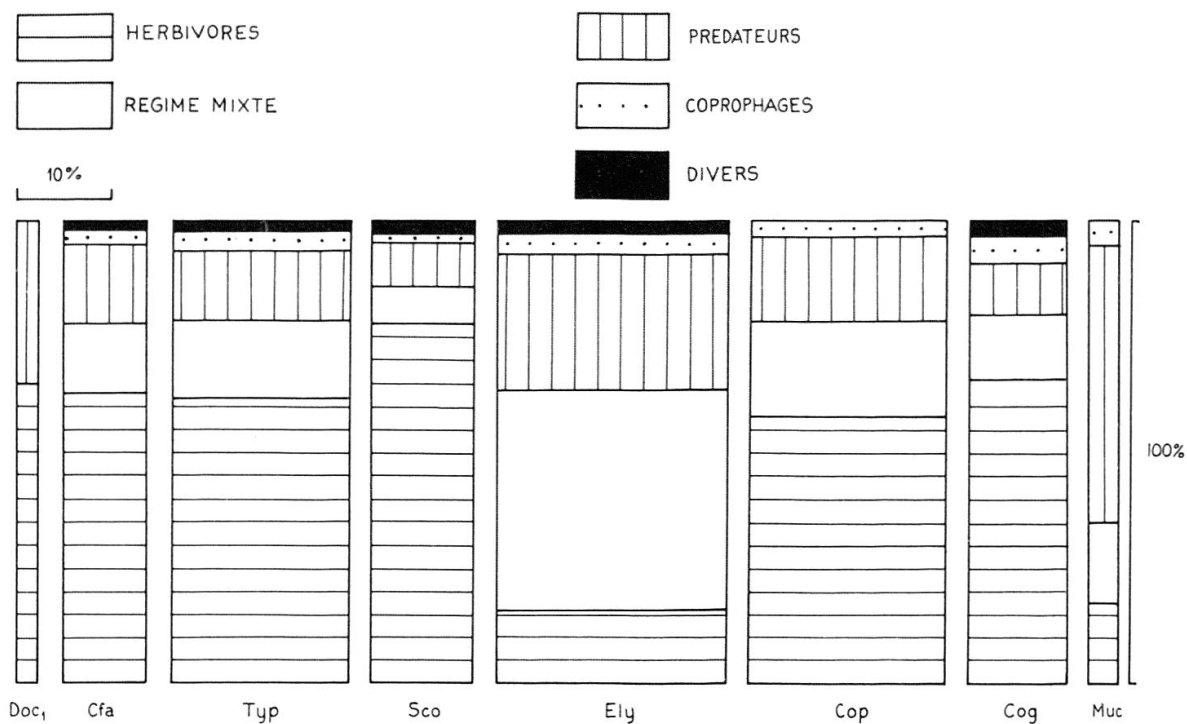 HERBIVORES
REGIME MIXTE
10%
PREDATEURS
COPROPHAGES
DIVERS
100%
Doc₁ Cfa Typ Sco Ely Cop Cog Muc